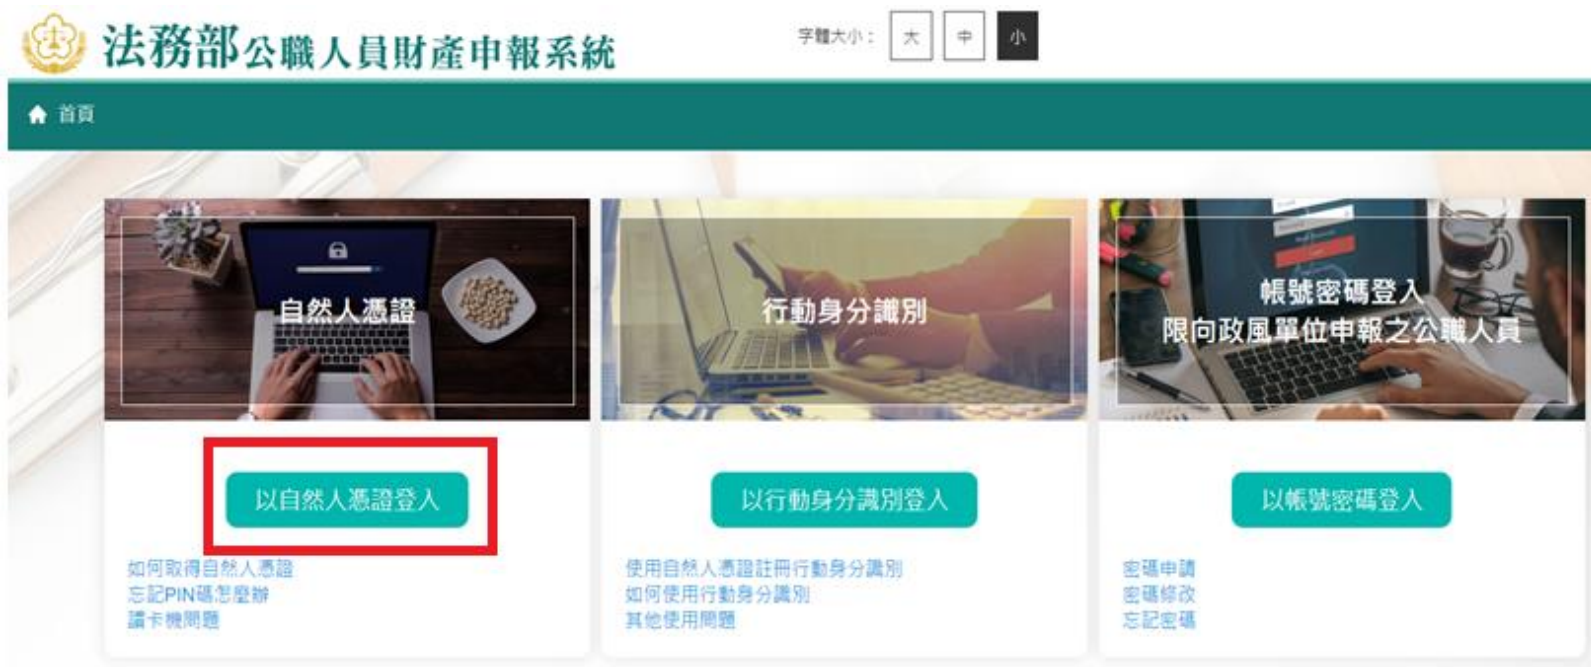 法務部公職人員財產申報系統
字體大小： 大 中 小
首頁
自然人憑證
行動身分識別
帳號密碼登入
限向政風單位申報之公職人員
以自然人憑證登入
以行動身分識別登入
以帳號密碼登入
如何取得自然人憑證
忘記PIN碼怎麼辦
讀卡機問題
使用自然人憑證註冊行動身分識別
如何使用行動身分識別
其他使用問題
密碼申請
密碼修改
忘記密碼